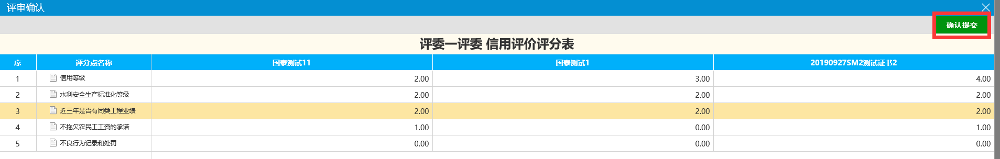 评审确认
确认提交
评委一评委 信用评价评分表
序 评分点名称 国泰测试11 国泰测试1 20190927SM2测试证书2
1 信用等级 2.00 3.00 4.00
2 水利安全生产标准化等级 2.00 2.00 2.00
3 近三年是否有同类工程业绩 2.00 2.00 2.00
4 不拖欠农民工工资的承诺 1.00 0.00 1.00
5 不良行为记录和处罚 0.00 0.00 0.00